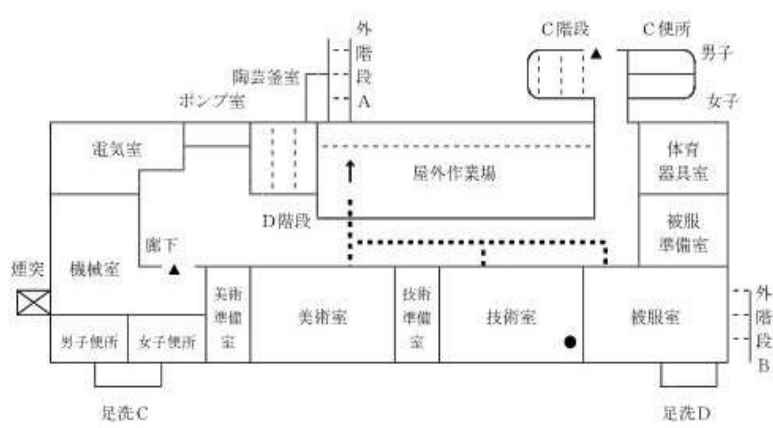 外階段A
C階段
C便所
男子
女子
陶芸釜室
ポンプ室
電気室
屋外作業場
体育
器具室
D階段
被服
準備室
廊下
煙突
機械室
美術
準備
室
美術室
技術
準備
室
技術室
被服室
外階段B
男子便所
女子便所
足洗C
足洗D